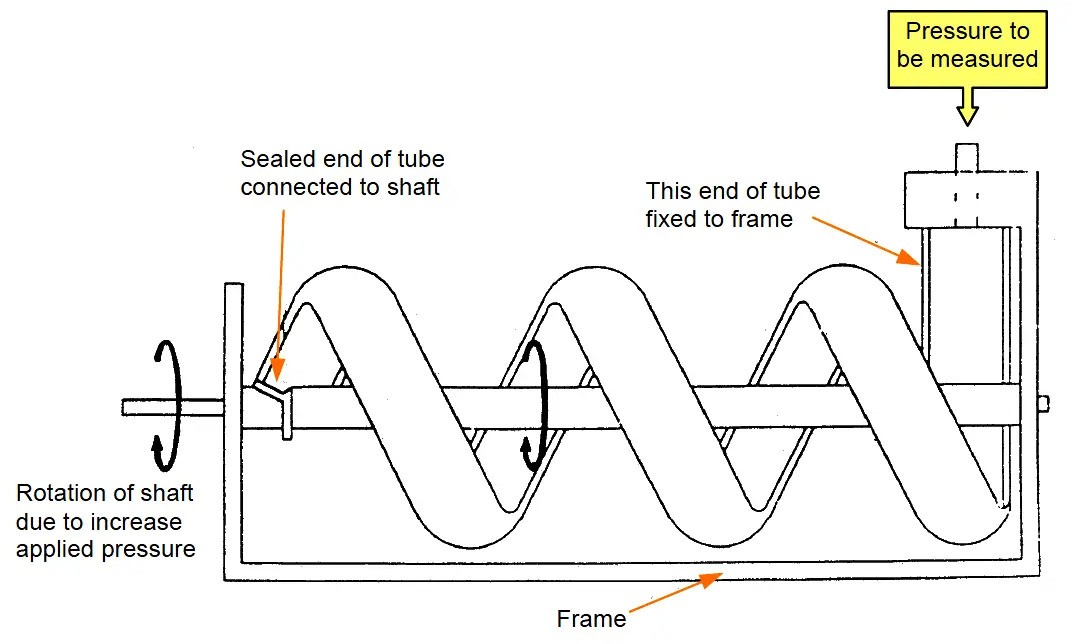 Pressure to
be measured
Sealed end of tube
connected to shaft
This end of tube
fixed to frame
Rotation of shaft
due to increase
applied pressure
Frame